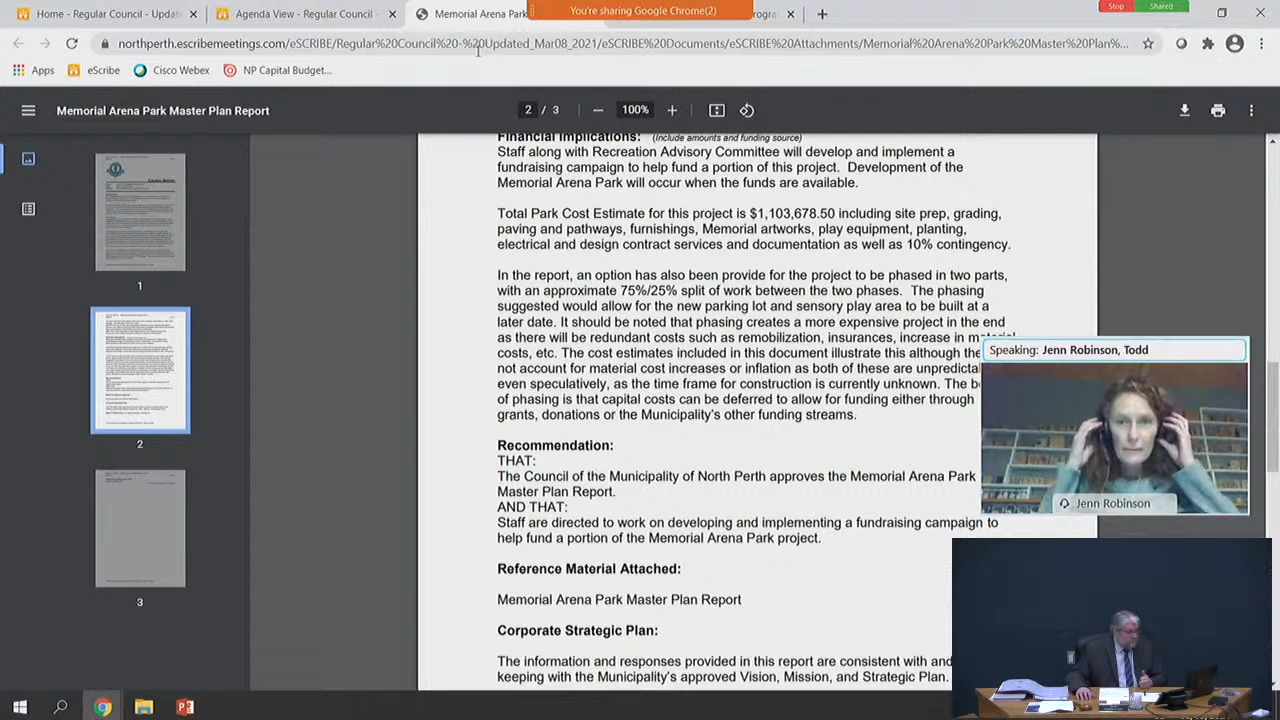 Home - Regular Council - Update
Agenda View - Regular Council -
Memorial Arena Park
You're sharing Google Chrome(2)
Stop
Shared
northperth.escribemeetings.com/eSCRIBE/Regular%20Council%20-%20Updated_Mar08_2021/eSCRIBE%20Documents/eSCRIBE%20Attachments/Memorial%20Arena%20Park%20Master%20Plan%...
Apps
eScribe
Cisco Webex
NP Capital Budget...
Memorial Arena Park Master Plan Report
2 / 3
100%
1
2
3
Financial Implications: (Include amounts and funding source)
Staff along with Recreation Advisory Committee will develop and implement a
fundraising campaign to help fund a portion of this project. Development of the
Memorial Arena Park will occur when the funds are available.
Total Park Cost Estimate for this project is $1,103,678.50 including site prep, grading,
paving and pathways, furnishings, Memorial artworks, play equipment, planting,
electrical and design contract services and documentation as well as 10% contingency.
In the report, an option has also been provide for the project to be phased in two parts,
with an approximate 75%/25% split of work between the two phases. The phasing
suggested would allow for the new parking lot and sensory play area to be built at a
later date. It should be noted that phasing creates a more expensive project in the end
as there will be redundant costs such as remobilization, insurances, increase in
costs, etc. The cost estimates included in this document illustrate this although
not account for material cost increases or inflation as both of these are
even speculatively, as the time frame for construction is currently unknown. The
of phasing is that capital costs can be deferred to allow for funding either through
grants, donations or the Municipality's other funding streams.
Recommendation:
THAT:
The Council of the Municipality of North Perth approves the Memorial Arena Park
Master Plan Report.
AND THAT:
Staff are directed to work on developing and implementing a fundraising campaign to
help fund a portion of the Memorial Arena Park project.
Reference Material Attached:
Memorial Arena Park Master Plan Report
Corporate Strategic Plan:
The information and responses provided in this report are consistent with and
keeping with the Municipality's approved Vision, Mission, and Strategic Plan.
Speaking: Jenn Robinson, Todd
Jenn Robinson